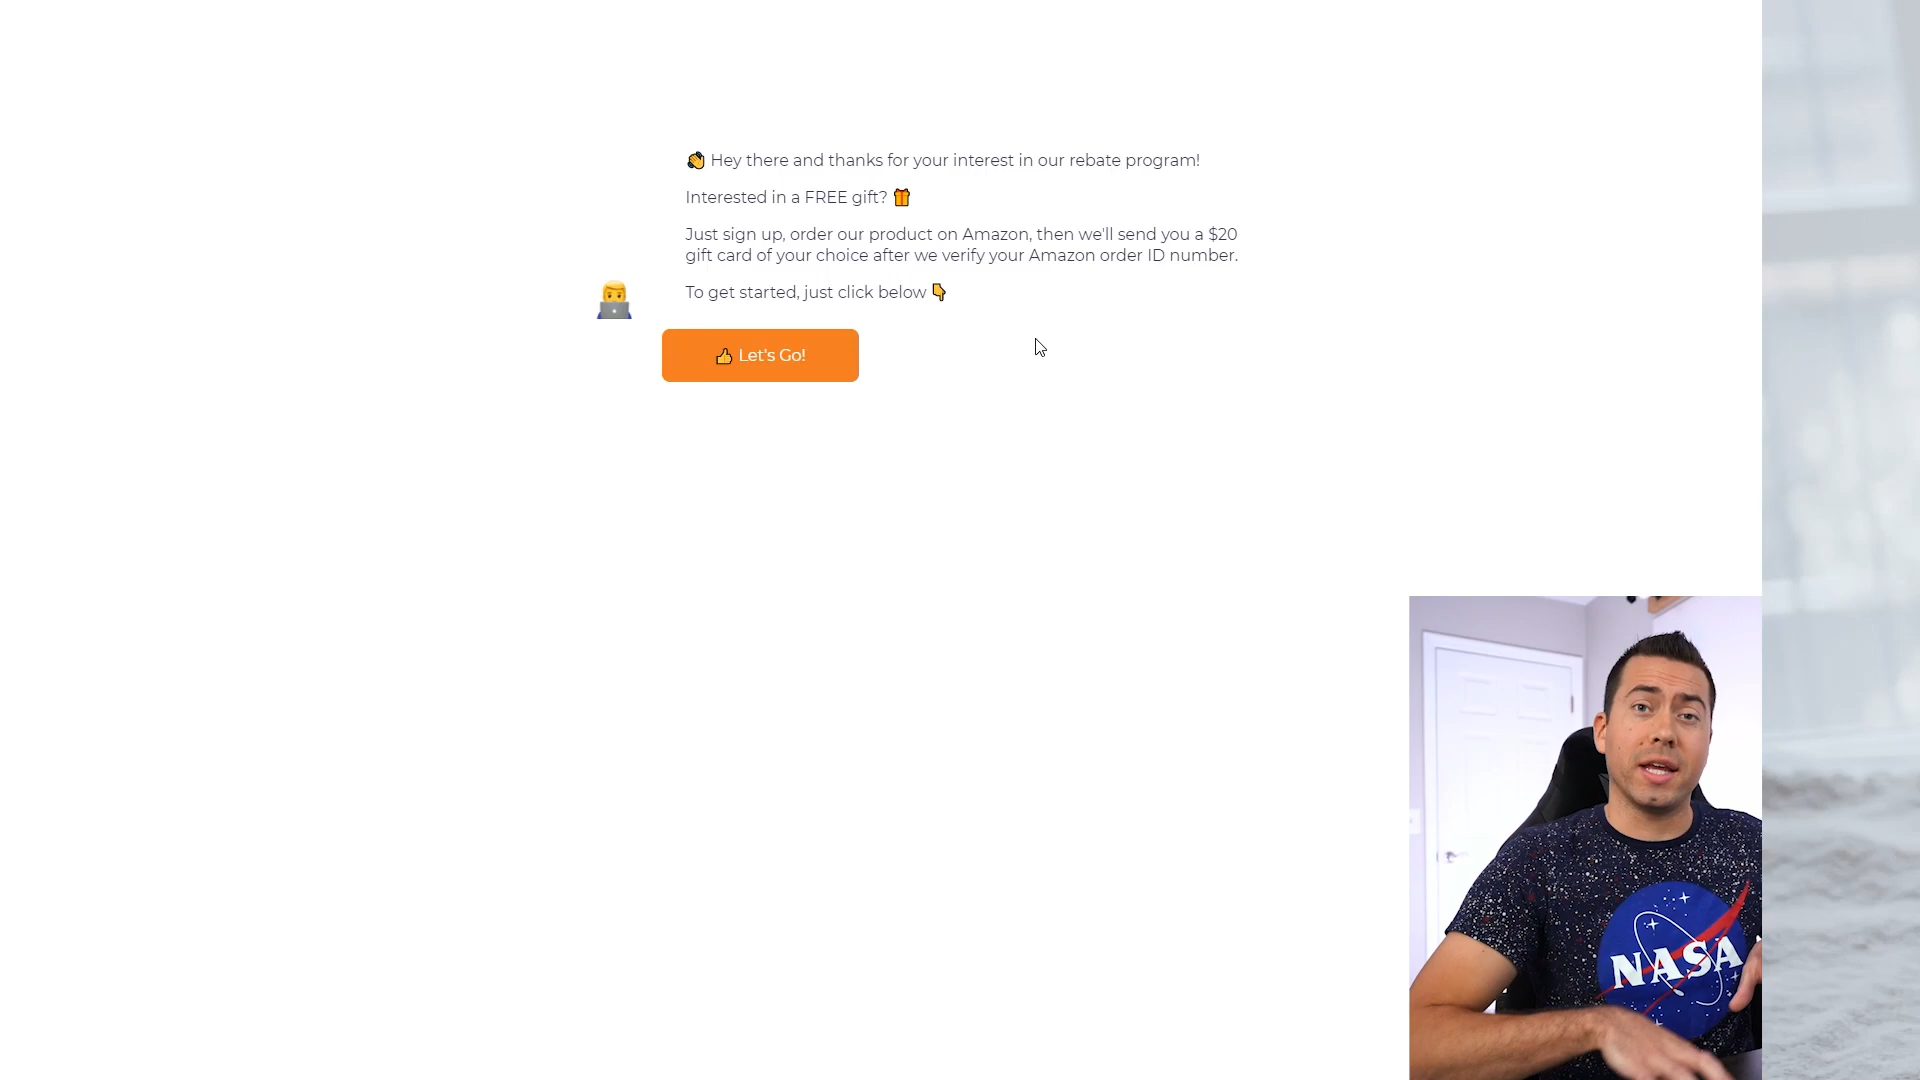 👋 Hey there and thanks for your interest in our rebate program!
Interested in a FREE gift? 🎁
Just sign up, order our product on Amazon, then we'll send you a $20
gift card of your choice after we verify your Amazon order ID number.
To get started, just click below 👇
👍 Let's Go!
NASA